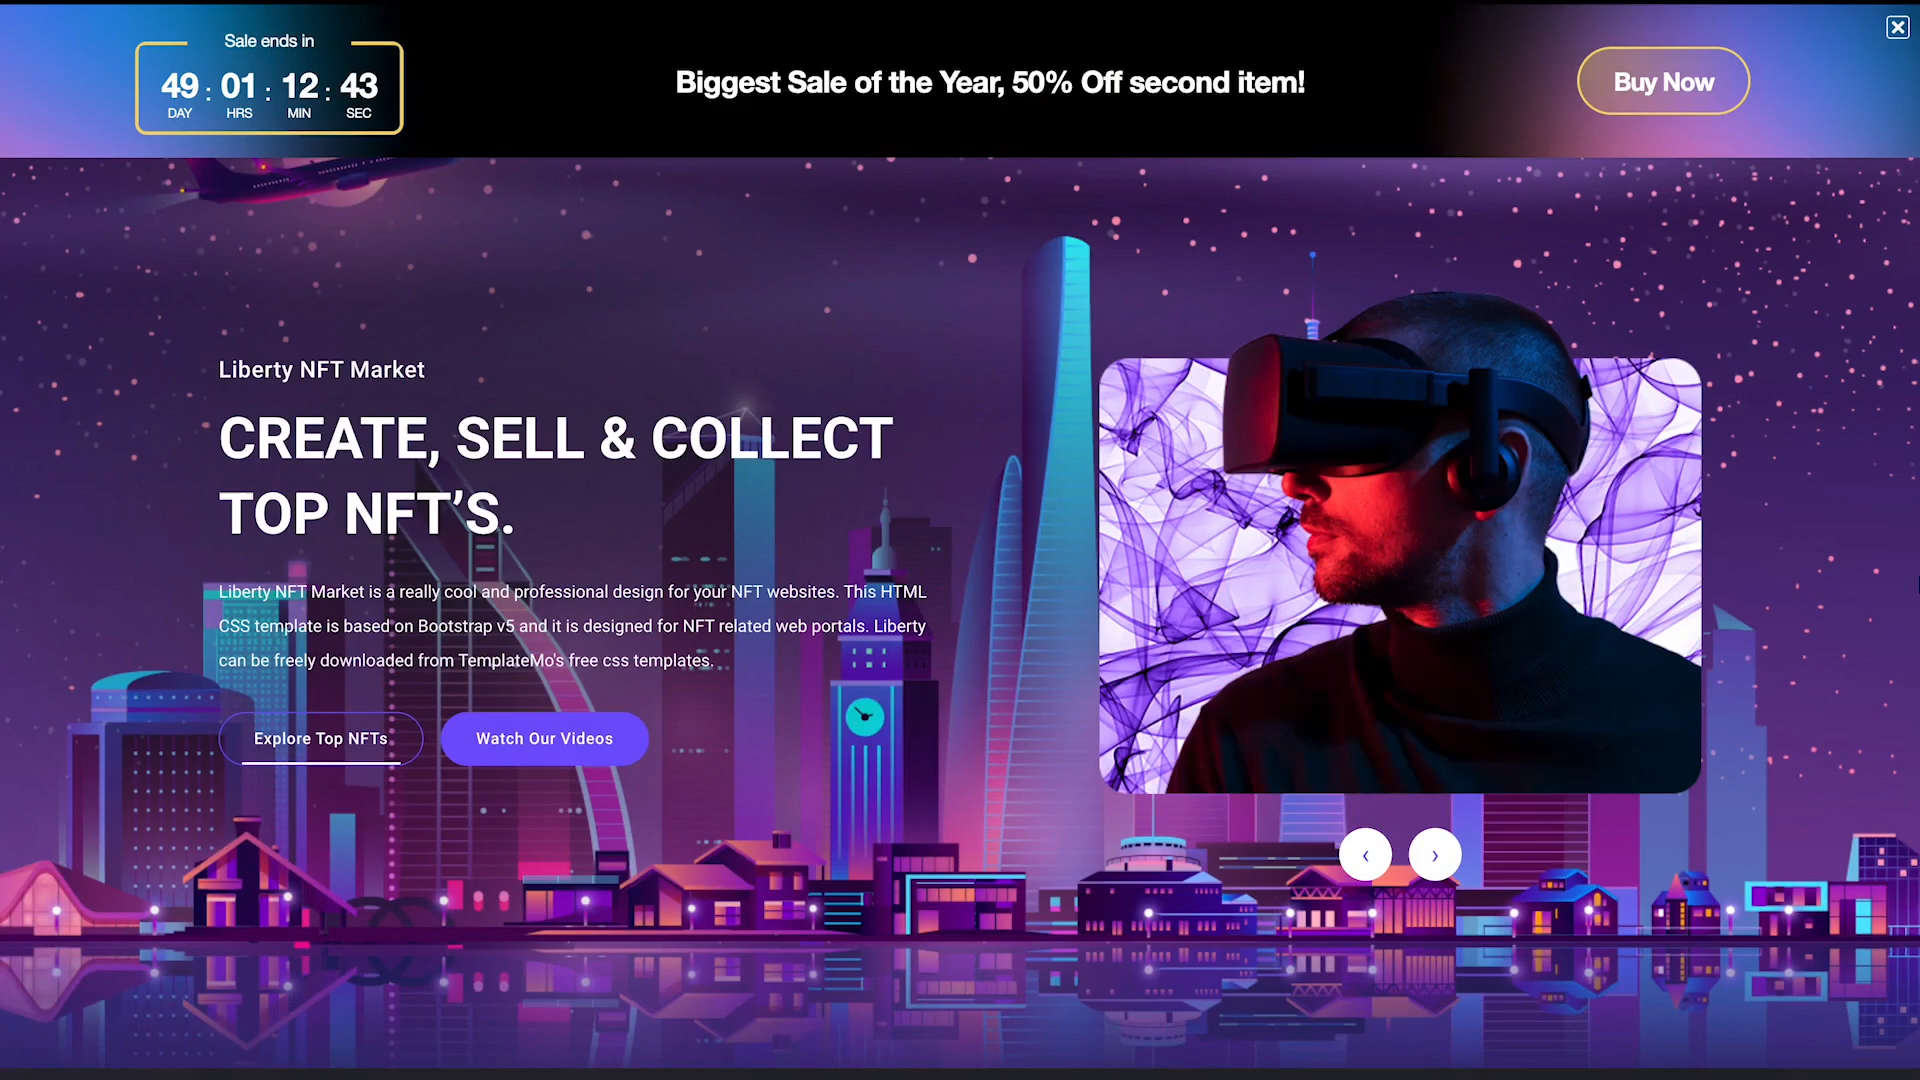 Sale ends in
49 : 01 : 12 : 43
DAY HRS MIN SEC
Biggest Sale of the Year, 50% Off second item!
Buy Now
Liberty NFT Market
CREATE, SELL & COLLECT
TOP NFT’S.
Liberty NFT Market is a really cool and professional design for your NFT websites. This HTML
CSS template is based on Bootstrap v5 and it is designed for NFT related web portals. Liberty
can be freely downloaded from TemplateMo's free css templates.
Explore Top NFTs
Watch Our Videos